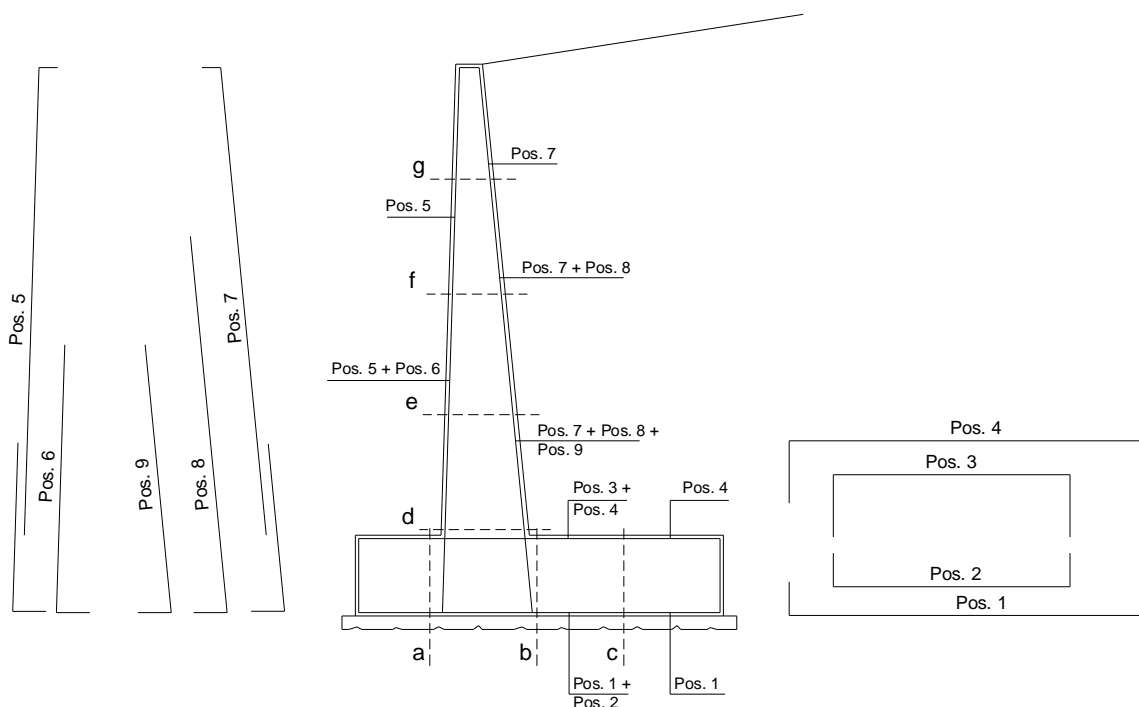 Pos. 7
g
Pos. 5
Pos. 7 + Pos. 8
f
Pos. 5
Pos. 7
Pos. 5 + Pos. 6
e
Pos. 7 + Pos. 8 +
Pos. 9
Pos. 4
Pos. 6
Pos. 9
Pos. 8
Pos. 3
Pos. 3 +
Pos. 4
Pos. 4
d
Pos. 2
Pos. 1
a
b
c
Pos. 1 +
Pos. 2
Pos. 1